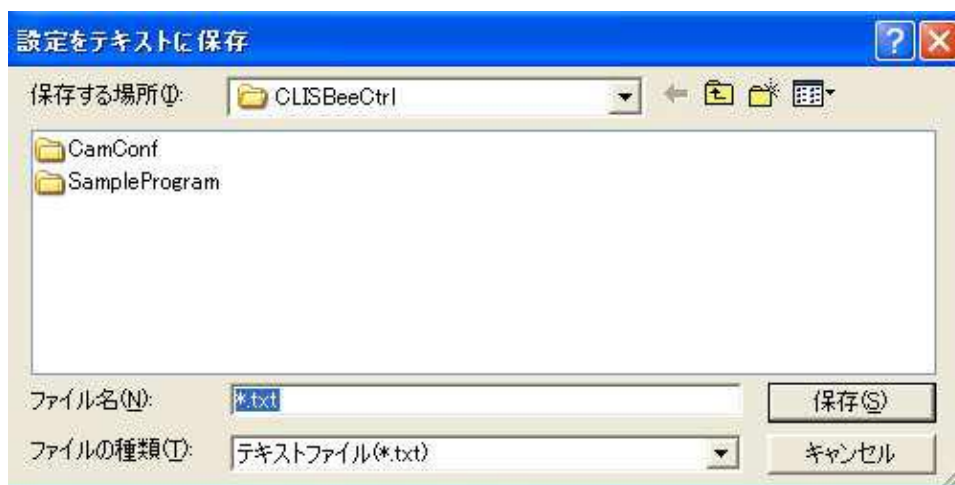 設定をテキストに保存
保存する場所(I): CLISBeeCtrl
CamConf
SampleProgram
ファイル名(N): *.txt 保存(S)
ファイルの種類(T): テキストファイル(*.txt) キャンセル